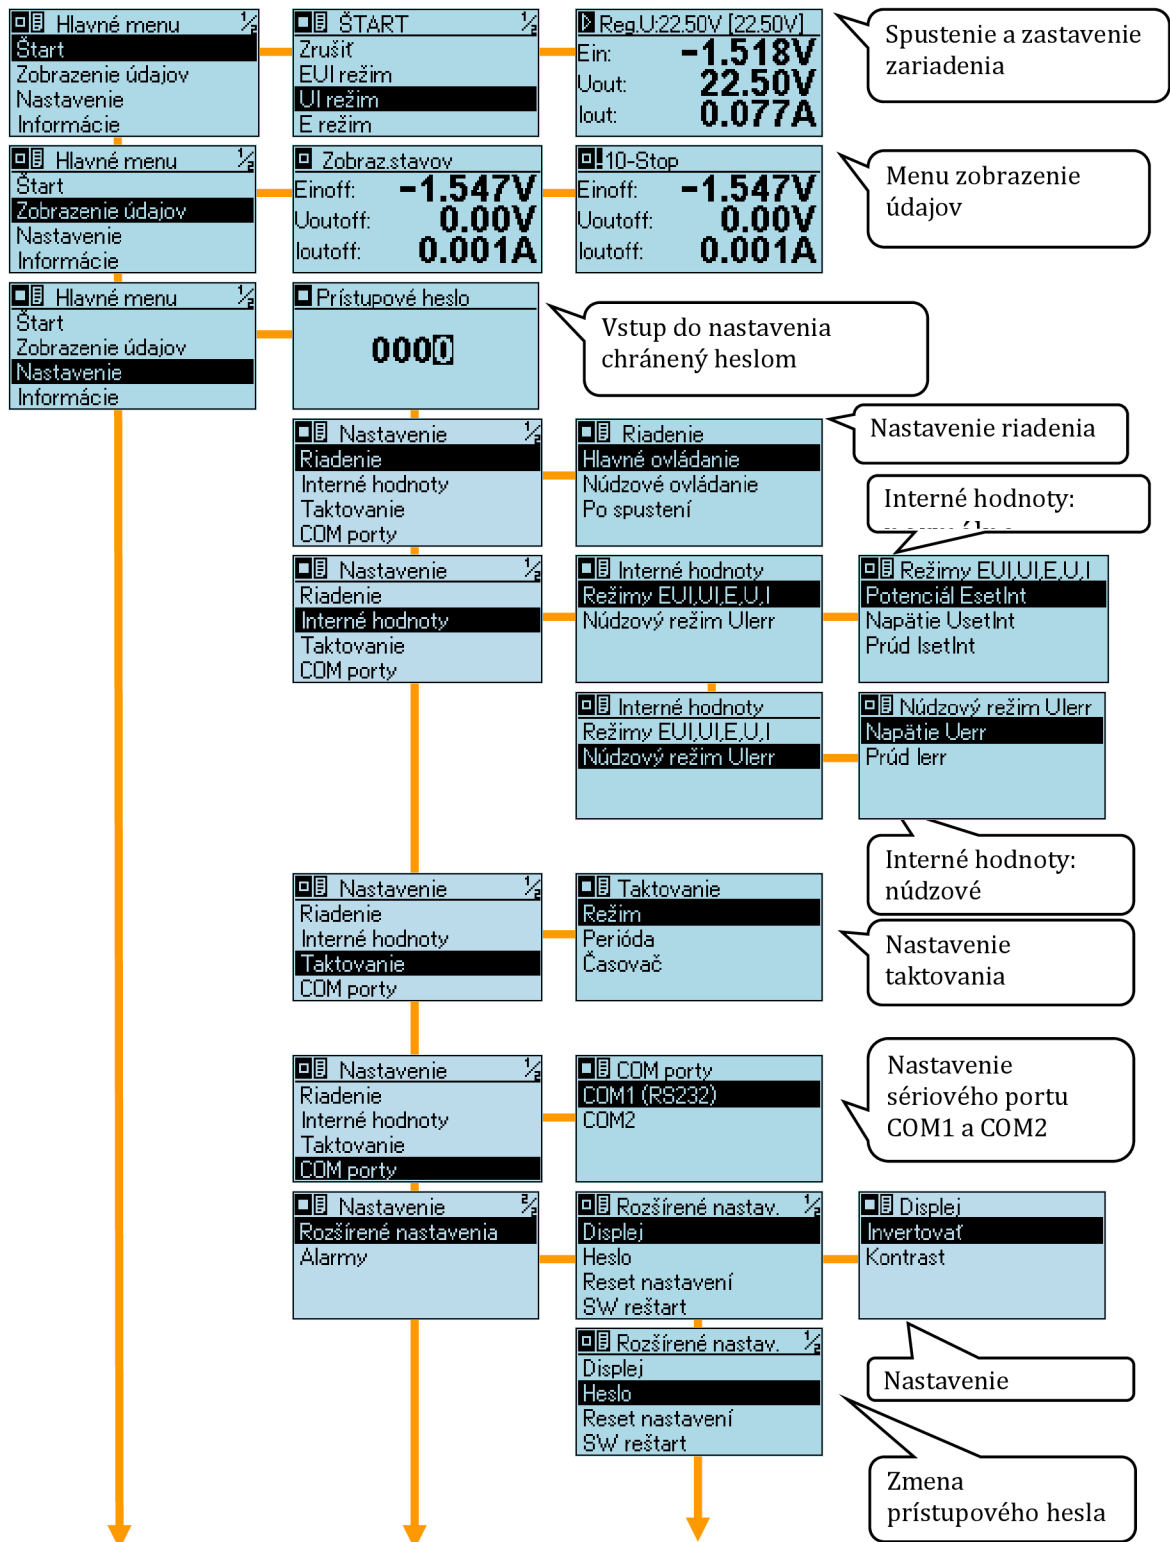 Hlavné menu 1/2
Štart
Zobrazenie údajov
Nastavenie
Informácie
ŠTART 1/2
Zrušiť
EUI režim
UI režim
E režim
Reg.U:22.50V [22.50V]
Ein: -1.518V
Uout: 22.50V
Iout: 0.077A
Spustenie a zastavenie
zariadenia
Hlavné menu 1/2
Štart
Zobrazenie údajov
Nastavenie
Informácie
Zobraz.stavov
Einoff: -1.547V
Uoutoff: 0.00V
Ioutoff: 0.001A
!10-Stop
Einoff: -1.547V
Uoutoff: 0.00V
Ioutoff: 0.001A
Menu zobrazenie
údajov
Hlavné menu 1/2
Štart
Zobrazenie údajov
Nastavenie
Informácie
Prístupové heslo
0000
Vstup do nastavenia
chránený heslom
Nastavenie 1/2
Riadenie
Interné hodnoty
Taktovanie
COM porty
Riadenie
Hlavné ovládanie
Núdzové ovládanie
Po spustení
Nastavenie riadenia
Interné hodnoty:
Nastavenie 1/2
Riadenie
Interné hodnoty
Taktovanie
COM porty
Interné hodnoty
Režimy EUI,UI,E,U,I
Núdzový režim UIerr
Režimy EUI,UI,E,U,I
Potenciál EsetInt
Napätie UsetInt
Prúd IsetInt
Interné hodnoty
Režimy EUI,UI,E,U,I
Núdzový režim UIerr
Núdzový režim UIerr
Napätie Uerr
Prúd Ierr
Interné hodnoty:
núdzové
Nastavenie 1/2
Riadenie
Interné hodnoty
Taktovanie
COM porty
Taktovanie
Režim
Perióda
Časovač
Nastavenie
taktovania
Nastavenie 1/2
Riadenie
Interné hodnoty
Taktovanie
COM porty
COM porty
COM1 (RS232)
COM2
Nastavenie
sériového portu
COM1 a COM2
Nastavenie 2/2
Rozšírené nastavenia
Alarmy
Rozšírené nastav. 1/2
Displej
Heslo
Reset nastavení
SW reštart
Displej
Invertovať
Kontrast
Nastavenie
Rozšírené nastav. 1/2
Displej
Heslo
Reset nastavení
SW reštart
Zmena
prístupového hesla